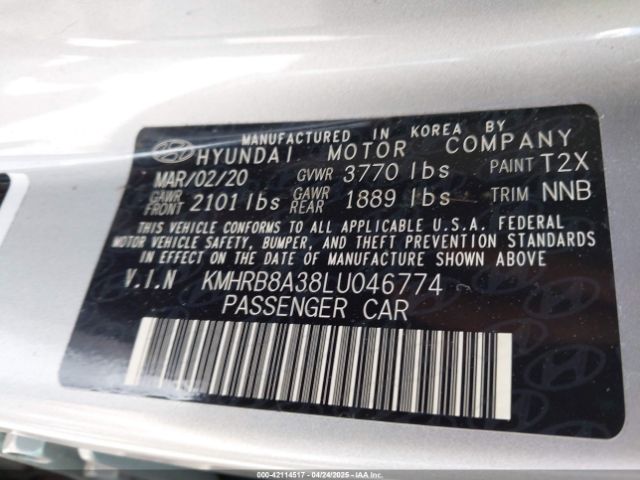 MANUFACTURED IN KOREA BY
HYUNDAI MOTOR COMPANY
MAR/02/20 GVWR 3770 lbs PAINT T2X
GAWR FRONT 2101 lbs GAWR REAR 1889 lbs TRIM NNB
THIS VEHICLE CONFORMS TO ALL APPLICABLE U.S.A. FEDERAL
MOTOR VEHICLE SAFETY, BUMPER, AND THEFT PREVENTION STANDARDS
IN EFFECT ON THE DATE OF MANUFACTURE SHOWN ABOVE
V.I.N KMHRB8A38LU046774
PASSENGER CAR
000-42114517 04/24/2025 - IAA Inc.